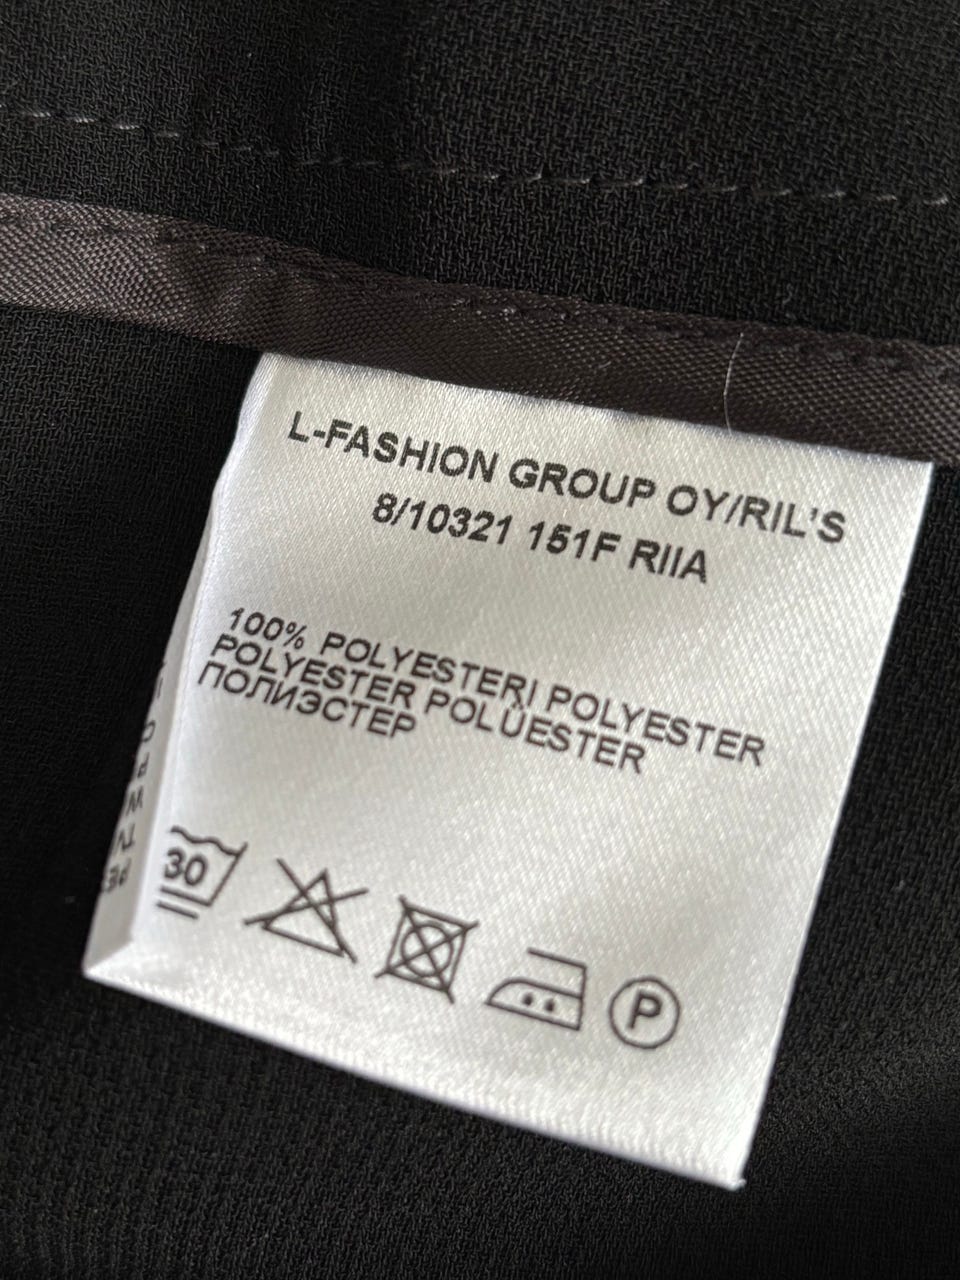 L-FASHION GROUP OY/RIL'S
8/10321 151F RIIA
100% POLYESTERI POLYESTER
POLYESTER POLÜESTER
ПОЛИЭСТЕР
30
P